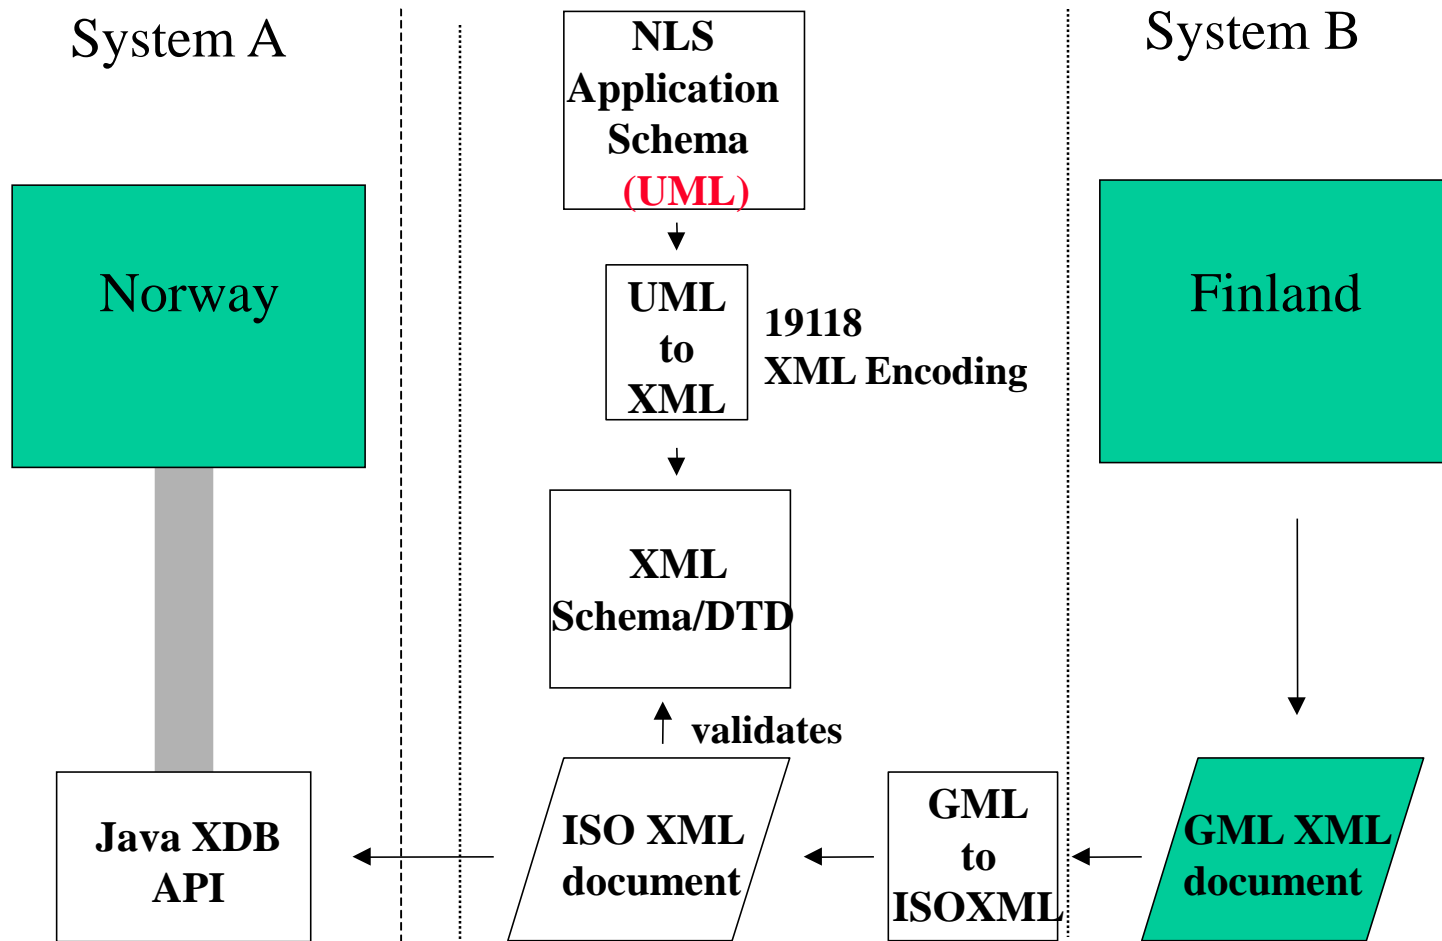 System A
NLS
Application
Schema
(UML)
System B
Norway
UML
to
XML
19118
XML Encoding
Finland
XML
Schema/DTD
validates
Java XDB
API
ISO XML
document
GML
to
ISOXML
GML XML
document